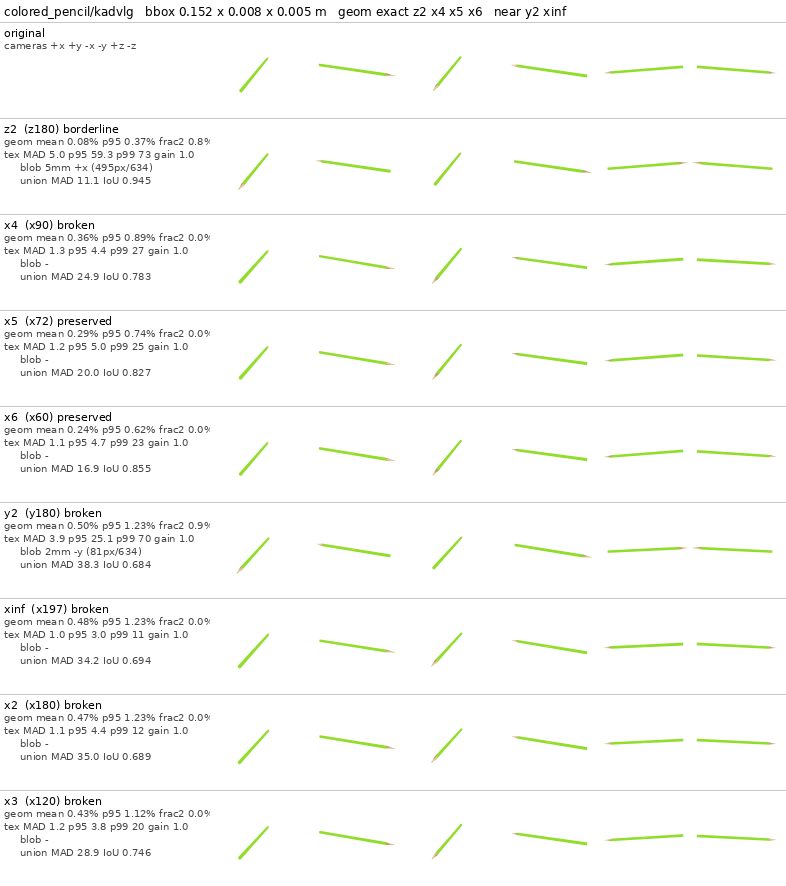 colored_pencil/kadvlg bbox 0.152 x 0.008 x 0.005 m geom exact z2 x4 x5 x6 near y2 xinf
original
cameras +x +y -x -y +z -z
z2 (z180) borderline
geom mean 0.08% p95 0.37% frac2 0.8%
tex MAD 5.0 p95 59.3 p99 73 gain 1.0
blob 5mm +x (495px/634)
union MAD 11.1 IoU 0.945
x4 (x90) broken
geom mean 0.36% p95 0.89% frac2 0.0%
tex MAD 1.3 p95 4.4 p99 27 gain 1.0
blob -
union MAD 24.9 IoU 0.783
x5 (x72) preserved
geom mean 0.29% p95 0.74% frac2 0.0%
tex MAD 1.2 p95 5.0 p99 25 gain 1.0
blob -
union MAD 20.0 IoU 0.827
x6 (x60) preserved
geom mean 0.24% p95 0.62% frac2 0.0%
tex MAD 1.1 p95 4.7 p99 23 gain 1.0
blob -
union MAD 16.9 IoU 0.855
y2 (y180) broken
geom mean 0.50% p95 1.23% frac2 0.9%
tex MAD 3.9 p95 25.1 p99 70 gain 1.0
blob 2mm -y (81px/634)
union MAD 38.3 IoU 0.684
xinf (x197) broken
geom mean 0.48% p95 1.23% frac2 0.0%
tex MAD 1.0 p95 3.0 p99 11 gain 1.0
blob -
union MAD 34.2 IoU 0.694
x2 (x180) broken
geom mean 0.47% p95 1.23% frac2 0.0%
tex MAD 1.1 p95 4.4 p99 12 gain 1.0
blob -
union MAD 35.0 IoU 0.689
x3 (x120) broken
geom mean 0.43% p95 1.12% frac2 0.0%
tex MAD 1.2 p95 3.8 p99 20 gain 1.0
blob -
union MAD 28.9 IoU 0.746